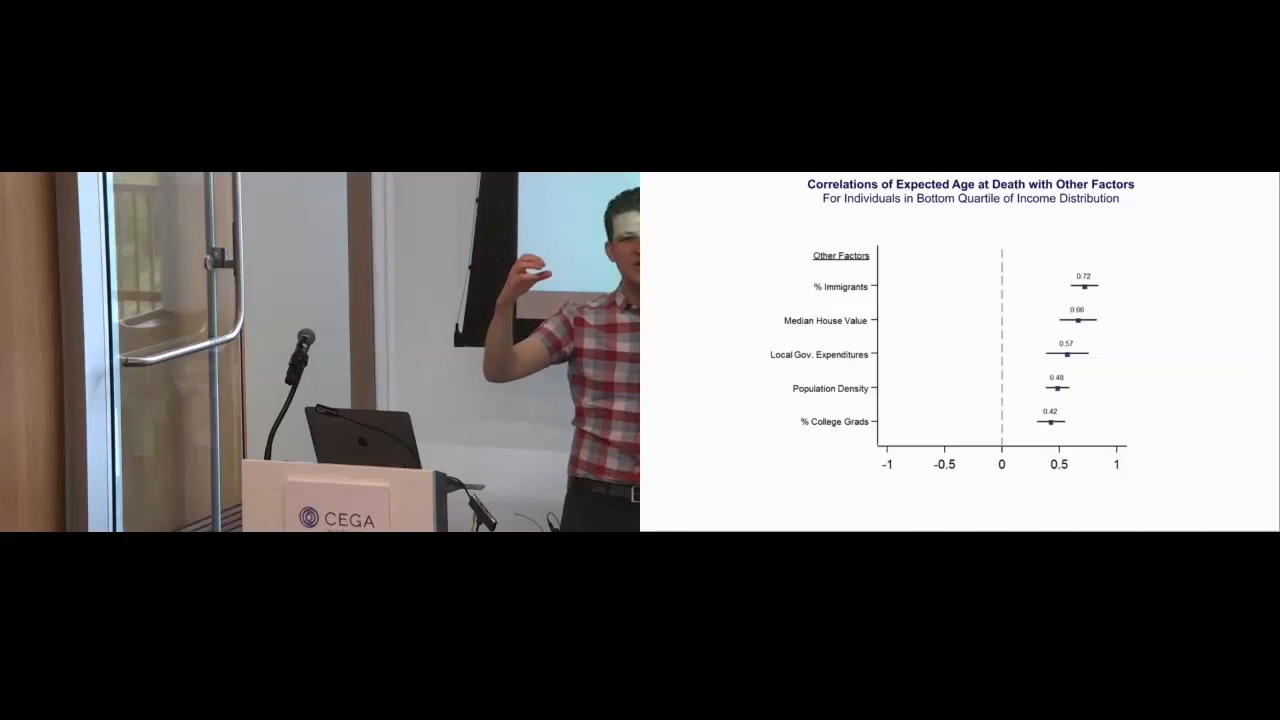 CEGA
Correlations of Expected Age at Death with Other Factors
For Individuals in Bottom Quartile of Income Distribution
Other Factors
% Immigrants
0.72
Median House Value
0.66
Local Gov. Expenditures
0.57
Population Density
0.48
% College Grads
0.42
-1 -0.5 0 0.5 1